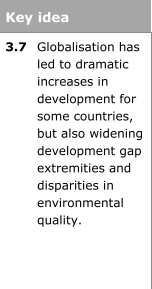 Key idea
3.7 Globalisation has
led to dramatic
increases in
development for
some countries,
but also widening
development gap
extremities and
disparities in
environmental
quality.